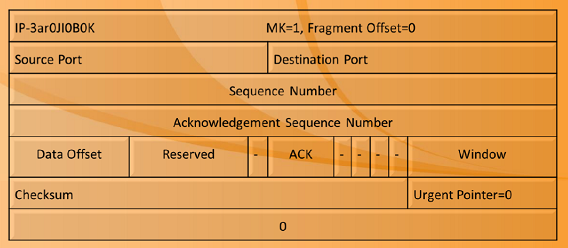 IP-3ar0JI0B0K MK=1, Fragment Offset=0
Source Port Destination Port
Sequence Number
Acknowledgement Sequence Number
Data Offset Reserved - ACK - - - - Window
Checksum Urgent Pointer=0
0